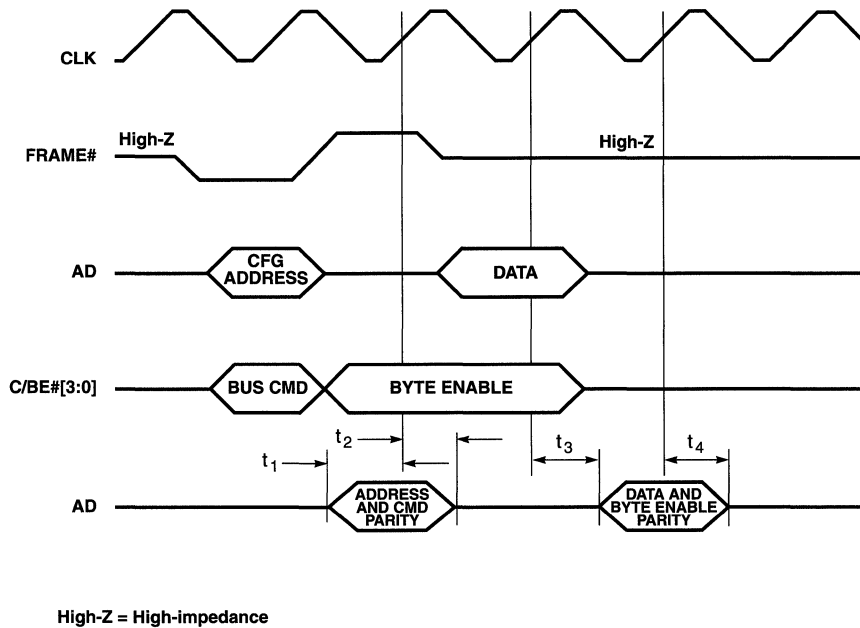 CLK
High-Z
High-Z
FRAME#
CFG
ADDRESS
AD
DATA
C/BE#[3:0]
BUS CMD
BYTE ENABLE
t1
t2
t3
t4
AD
ADDRESS
AND CMD
PARITY
DATA AND
BYTE ENABLE
PARITY
High-Z = High-impedance